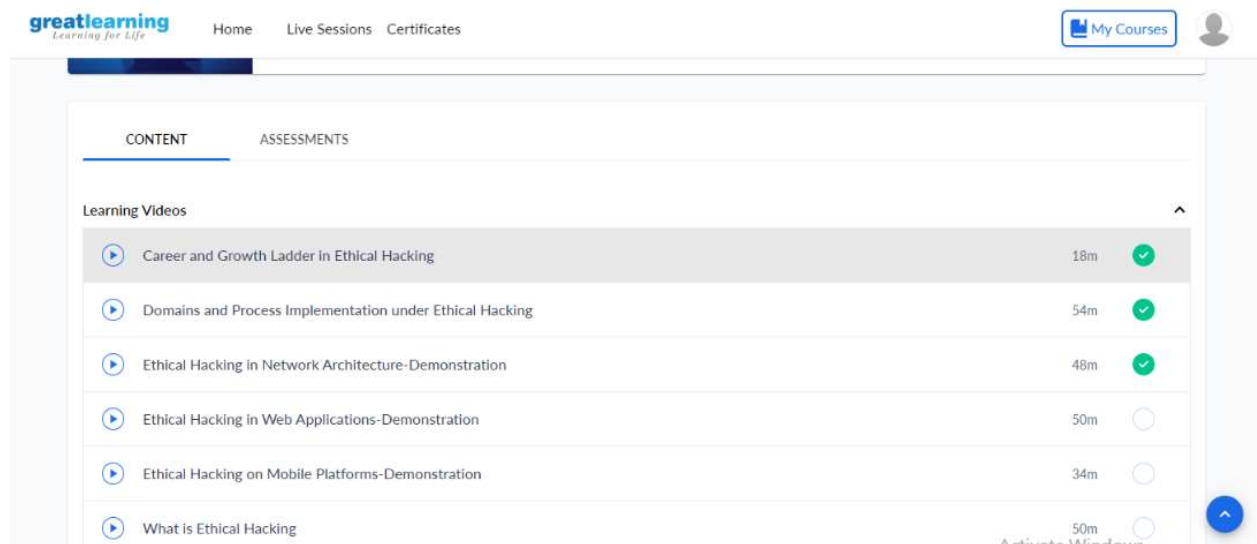 greatlearning
Learning for Life
Home Live Sessions Certificates My Courses
CONTENT ASSESSMENTS
Learning Videos
Career and Growth Ladder in Ethical Hacking 18m
Domains and Process Implementation under Ethical Hacking 54m
Ethical Hacking in Network Architecture-Demonstration 48m
Ethical Hacking in Web Applications-Demonstration 50m
Ethical Hacking on Mobile Platforms-Demonstration 34m
What is Ethical Hacking 50m
Activate Windows